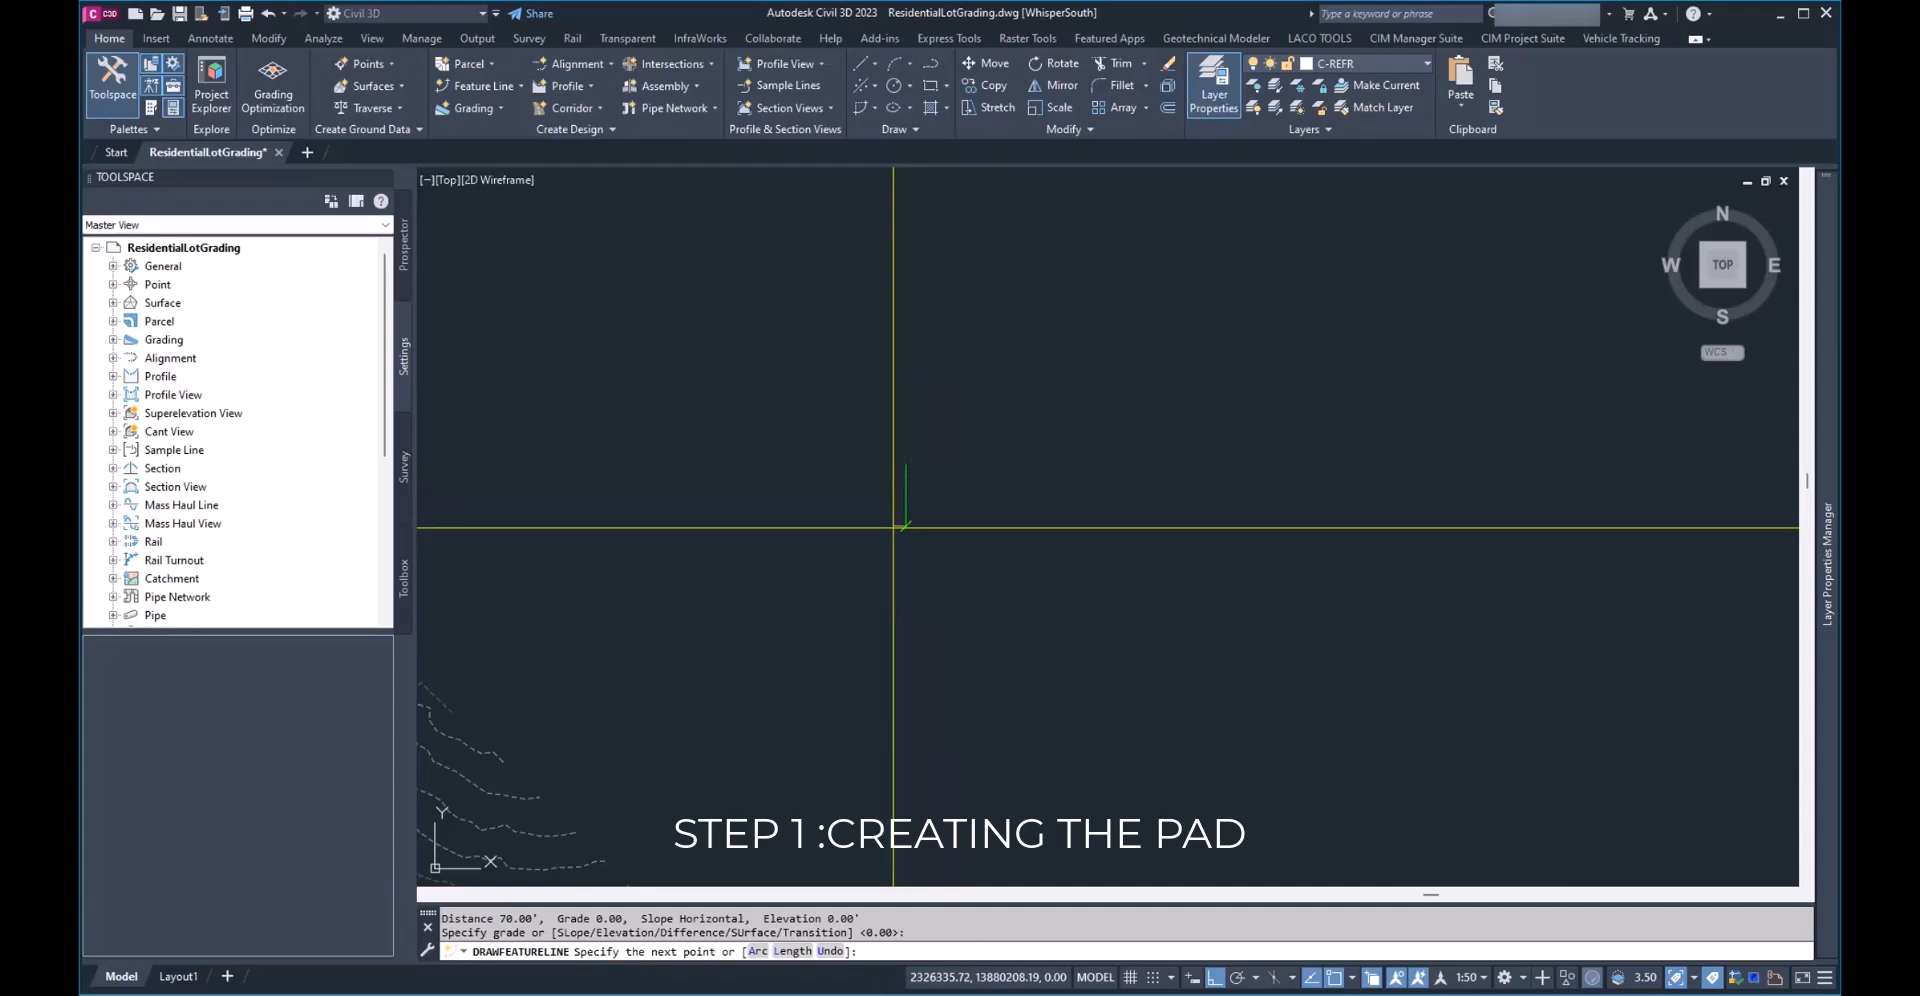 C3D
Civil 3D
Share
Autodesk Civil 3D 2023 ResidentialLotGrading.dwg [WhisperSouth]
Type a keyword or phrase
Home Insert Annotate Modify Analyze View Manage Output Survey Rail Transparent InfraWorks Collaborate Help Add-ins Express Tools Raster Tools Featured Apps Geotechnical Modeler LACO TOOLS CIM Manager Suite CIM Project Suite Vehicle Tracking
Toolspace
Palettes
Project
Explorer
Explore
Grading
Optimization
Optimize
Points
Surfaces
Traverse
Create Ground Data
Parcel Alignment Intersections
Feature Line Profile Assembly
Grading Corridor Pipe Network
Create Design
Profile View
Sample Lines
Section Views
Profile & Section Views
Draw
Move Rotate Trim
Copy Mirror Fillet
Stretch Scale Array
Modify
Layer
Properties
C-REFR
Make Current
Match Layer
Layers
Paste
Clipboard
Start ResidentialLotGrading*
TOOLSPACE
Master View
ResidentialLotGrading
General
Point
Surface
Parcel
Grading
Alignment
Profile
Profile View
Superelevation View
Cant View
Sample Line
Section
Section View
Mass Haul Line
Mass Haul View
Rail
Rail Turnout
Catchment
Pipe Network
Pipe
Prospector
Settings
Survey
Toolbox
[−][Top][2D Wireframe]
N
W TOP E
S
WCS
Layer Properties Manager
Y
X
STEP 1 :CREATING THE PAD
Distance 70.00', Grade 0.00, Slope Horizontal, Elevation 0.00'
Specify grade or [SLope/Elevation/Difference/SUrface/Transition] <0.00>:
DRAWFEATURELINE Specify the next point or [Arc Length Undo]:
Model Layout1
2326335.72, 13880208.19, 0.00 MODEL 1:50 3.50